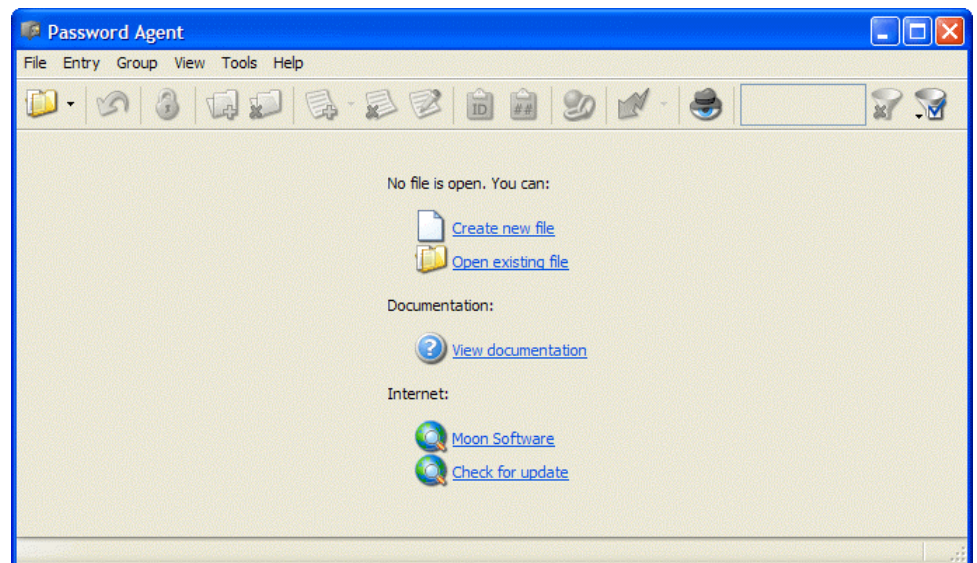 Password Agent
File Entry Group View Tools Help
ID ##
No file is open. You can:
Create new file
Open existing file
Documentation:
? View documentation
Internet:
Moon Software
Check for update